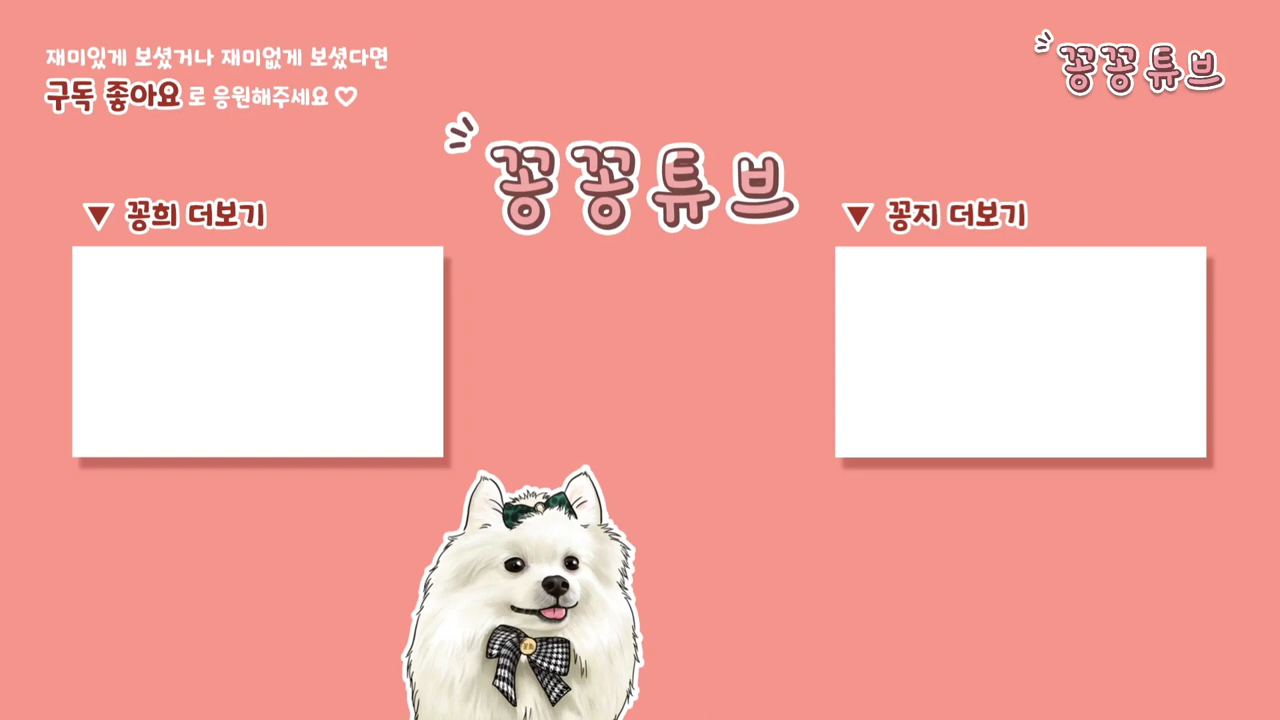 재미있게 보셨거나 재미없게 보셨다면
구독 좋아요 로 응원해주세요 ♡
꽁꽁튜브
꽁꽁튜브
▼ 꽁희 더보기
▼ 꽁지 더보기